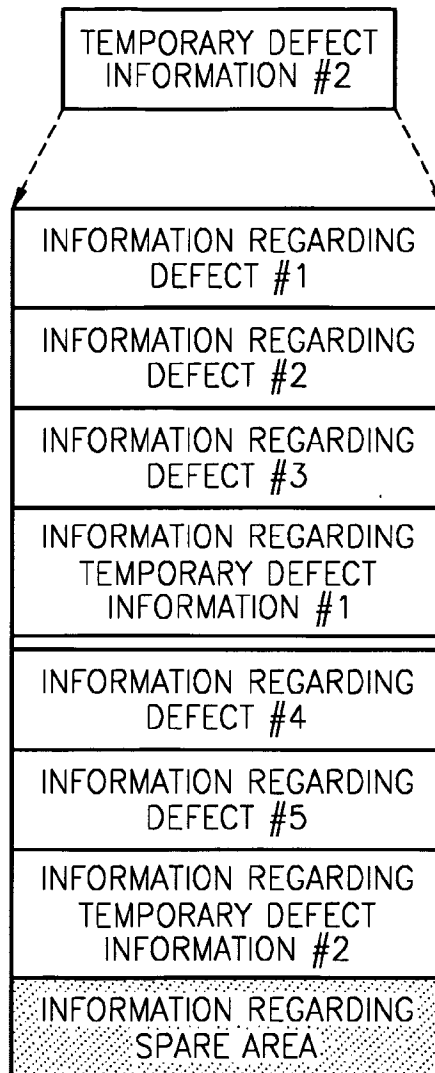 TEMPORARY DEFECT
INFORMATION #2
INFORMATION REGARDING
DEFECT #1
INFORMATION REGARDING
DEFECT #2
INFORMATION REGARDING
DEFECT #3
INFORMATION REGARDING
TEMPORARY DEFECT
INFORMATION #1
INFORMATION REGARDING
DEFECT #4
INFORMATION REGARDING
DEFECT #5
INFORMATION REGARDING
TEMPORARY DEFECT
INFORMATION #2
INFORMATION REGARDING
SPARE AREA